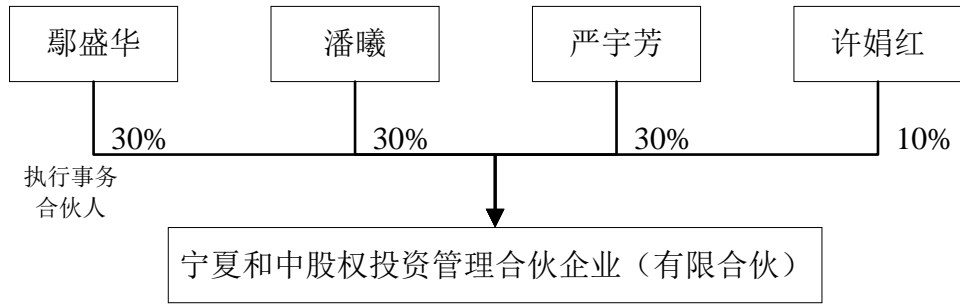 鄢盛华
潘曦
严宇芳
许娟红
30%
30%
30%
10%
执行事务
合伙人
宁夏和中股权投资管理合伙企业（有限合伙）